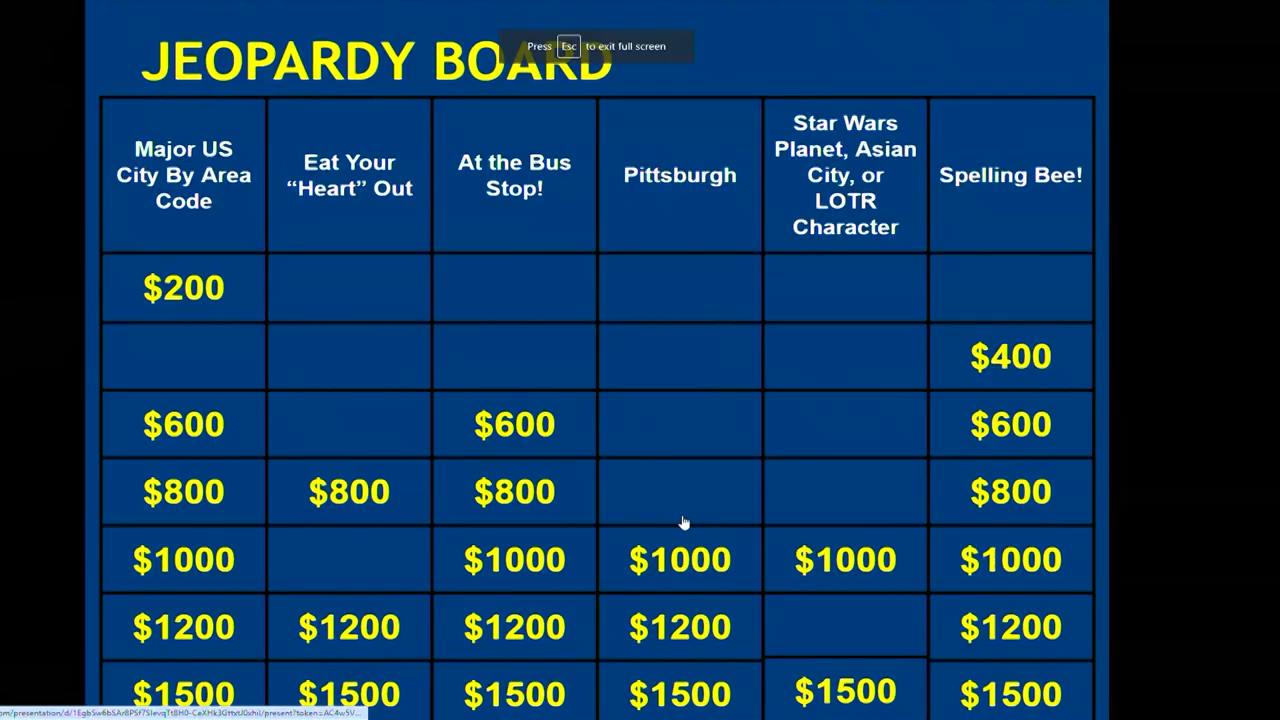 Press Esc to exit full screen
JEOPARDY BOARD
Major US
City By Area
Code
Eat Your
“Heart” Out
At the Bus
Stop!
Pittsburgh
Star Wars
Planet, Asian
City, or
LOTR
Character
Spelling Bee!
$200
$400
$600 $600 $600
$800 $800 $800 $800
$1000 $1000 $1000 $1000 $1000
$1200 $1200 $1200 $1200 $1200
$1500 $1500 $1500 $1500 $1500 $1500